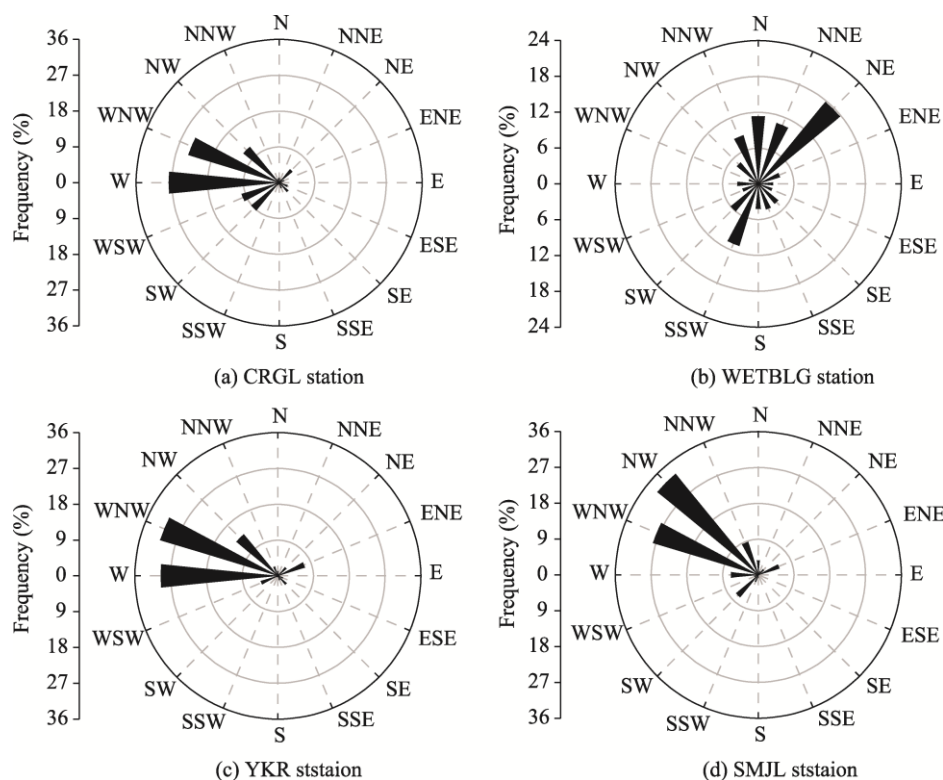 N
NNE
NE
ENE
E
ESE
SE
SSE
S
SSW
SW
WSW
W
WNW
NW
NNW
36
27
18
9
0
9
18
27
36
Frequency (%)
(a) CRGL station
N
NNE
NE
ENE
E
ESE
SE
SSE
S
SSW
SW
WSW
W
WNW
NW
NNW
24
18
12
6
0
6
12
18
24
Frequency (%)
(b) WETBLG station
N
NNE
NE
ENE
E
ESE
SE
SSE
S
SSW
SW
WSW
W
WNW
NW
NNW
36
27
18
9
0
9
18
27
36
Frequency (%)
(c) YKR ststaion
N
NNE
NE
ENE
E
ESE
SE
SSE
S
SSW
SW
WSW
W
WNW
NW
NNW
36
27
18
9
0
9
18
27
36
Frequency (%)
(d) SMJL ststaion